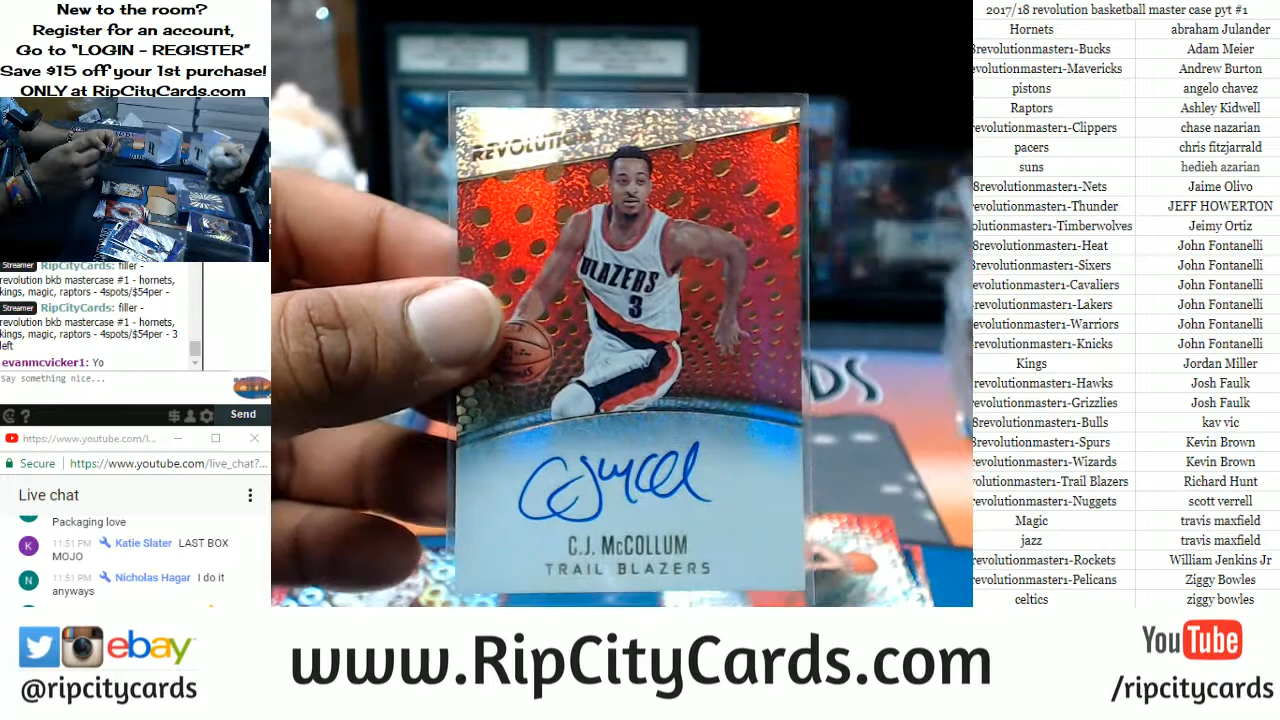 New to the room?
Register for an account,
Go to "LOGIN - REGISTER"
Save $15 off your 1st purchase!
ONLY at RipCityCards.com
Streamer RipCityCards: filler -
revolution bkb mastercase #1 - hornets,
kings, magic, raptors - 4spots/$54per -
Streamer RipCityCards: filler -
revolution bkb mastercase #1 - hornets,
kings, magic, raptors - 4spots/$54per - 3
left
evanmcvicker1: Yo
Say something nice...
Send
https://www.youtube.com/l...
Secure https://www.youtube.com/live_chat?...
Live chat
Packaging love
K 11:51 PM Katie Slater LAST BOX
MOJO
N 11:51 PM Nicholas Hagar I do it
anyways
REVOLUTION
BLAZERS
3
C.J. McCOLLUM
TRAIL BLAZERS
2017/18 revolution basketball master case pyt #1
Hornets abraham Julander
8revolutionmaster1-Bucks Adam Meier
evolutionmaster1-Mavericks Andrew Burton
pistons angelo chavez
Raptors Ashley Kidwell
revolutionmaster1-Clippers chase nazarian
pacers chris fitzjarrald
suns hedieh azarian
8revolutionmaster1-Nets Jaime Olivo
revolutionmaster1-Thunder JEFF HOWERTON
olutionmaster1-Timberwolves Jeimy Ortiz
8revolutionmaster1-Heat John Fontanelli
revolutionmaster1-Sixers John Fontanelli
revolutionmaster1-Cavaliers John Fontanelli
revolutionmaster1-Lakers John Fontanelli
revolutionmaster1-Warriors John Fontanelli
revolutionmaster1-Knicks John Fontanelli
Kings Jordan Miller
revolutionmaster1-Hawks Josh Faulk
revolutionmaster1-Grizzlies Josh Faulk
8revolutionmaster1-Bulls kav vic
revolutionmaster1-Spurs Kevin Brown
revolutionmaster1-Wizards Kevin Brown
volutionmaster1-Trail Blazers Richard Hunt
revolutionmaster1-Nuggets scott verrell
Magic travis maxfield
jazz travis maxfield
revolutionmaster1-Rockets William Jenkins Jr
revolutionmaster1-Pelicans Ziggy Bowles
celtics ziggy bowles
ebay
@ripcitycards
www.RipCityCards.com
YouTube
/ripcitycards